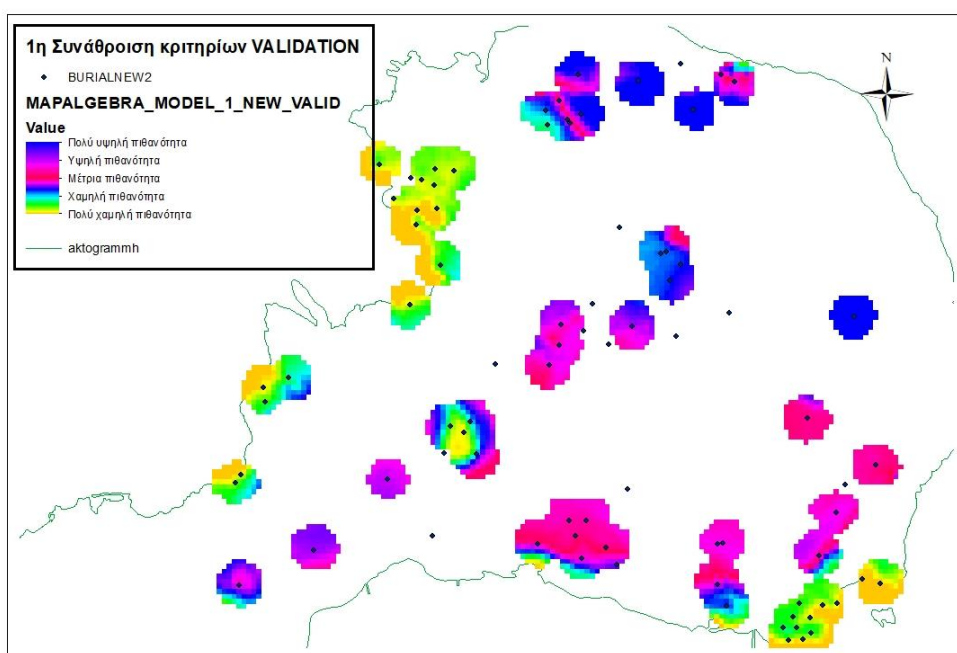 1η Συνάθροιση κριτηρίων VALIDATION
BURIALNEW2
MAPALGEBRA_MODEL_1_NEW_VALID
Value
Πολύ υψηλή πιθανότητα
Υψηλή πιθανότητα
Μέτρια πιθανότητα
Χαμηλή πιθανότητα
Πολύ χαμηλή πιθανότητα
aktogrammh
N